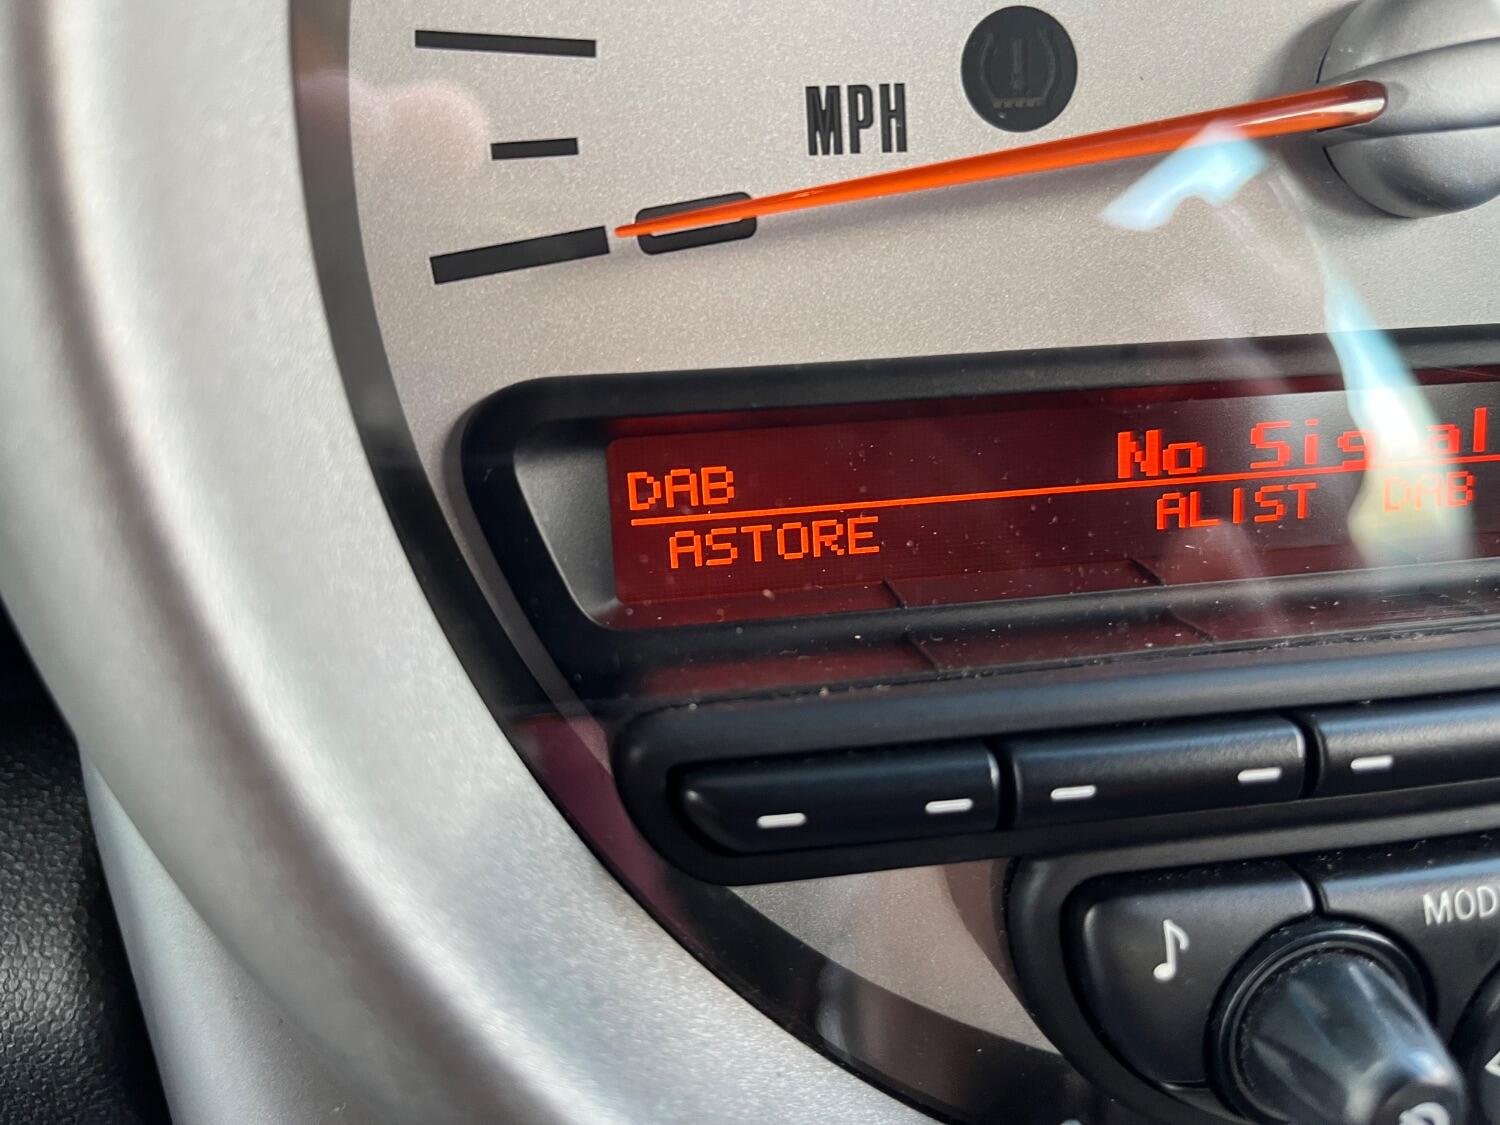 MPH
DAB No Signal
ASTORE ALIST DAB
MOD